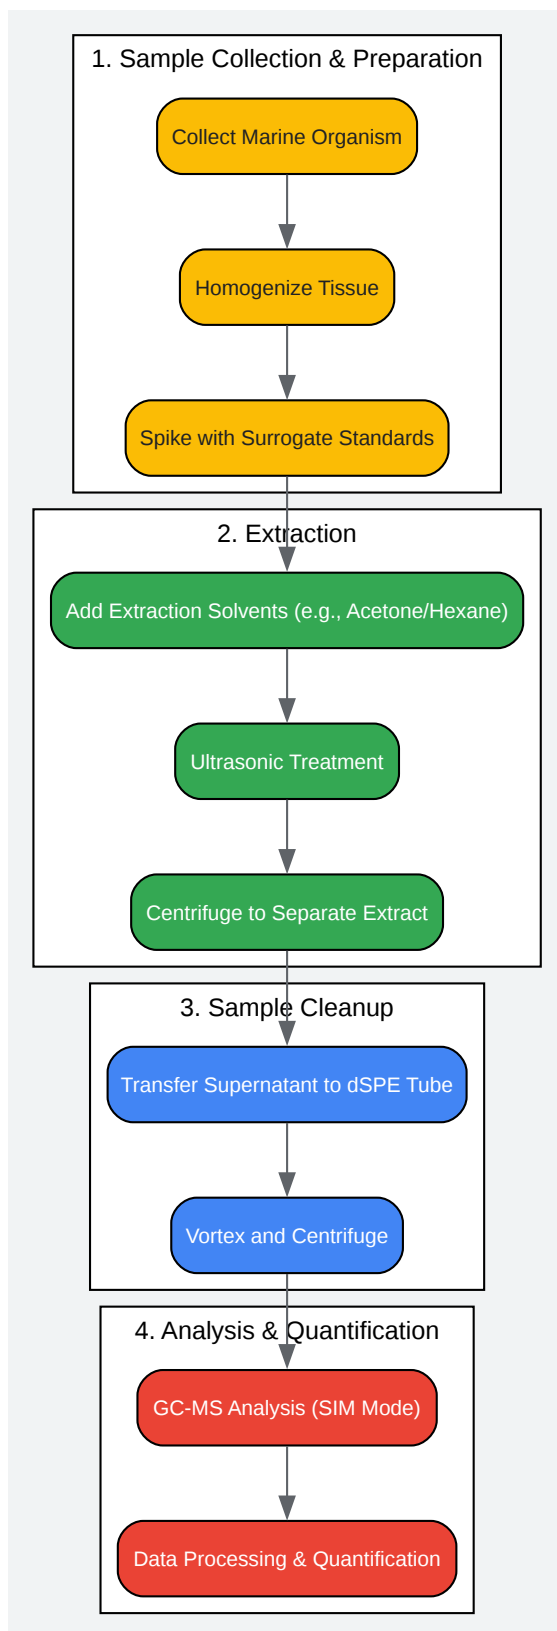 1. Sample Collection & Preparation
Collect Marine Organism
Homogenize Tissue
Spike with Surrogate Standards
2. Extraction
Add Extraction Solvents (e.g., Acetone/Hexane)
Ultrasonic Treatment
Centrifuge to Separate Extract
3. Sample Cleanup
Transfer Supernatant to dSPE Tube
Vortex and Centrifuge
4. Analysis & Quantification
GC-MS Analysis (SIM Mode)
Data Processing & Quantification